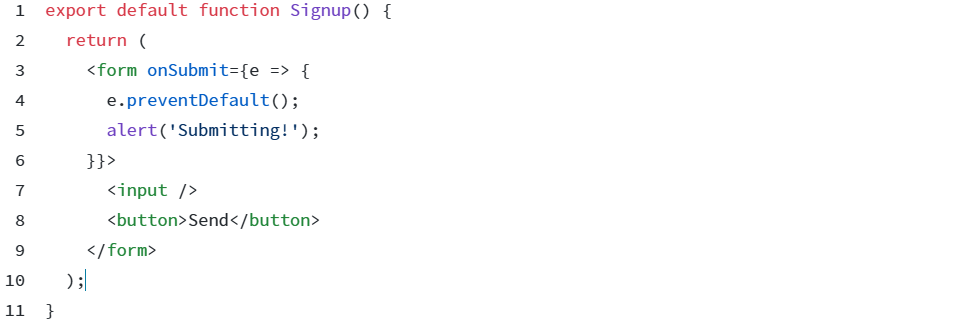 1 export default function Signup() {
2   return (
3     <form onSubmit={e => {
4       e.preventDefault();
5       alert('Submitting!');
6     }}>
7       <input />
8       <button>Send</button>
9     </form>
10   );
11 }